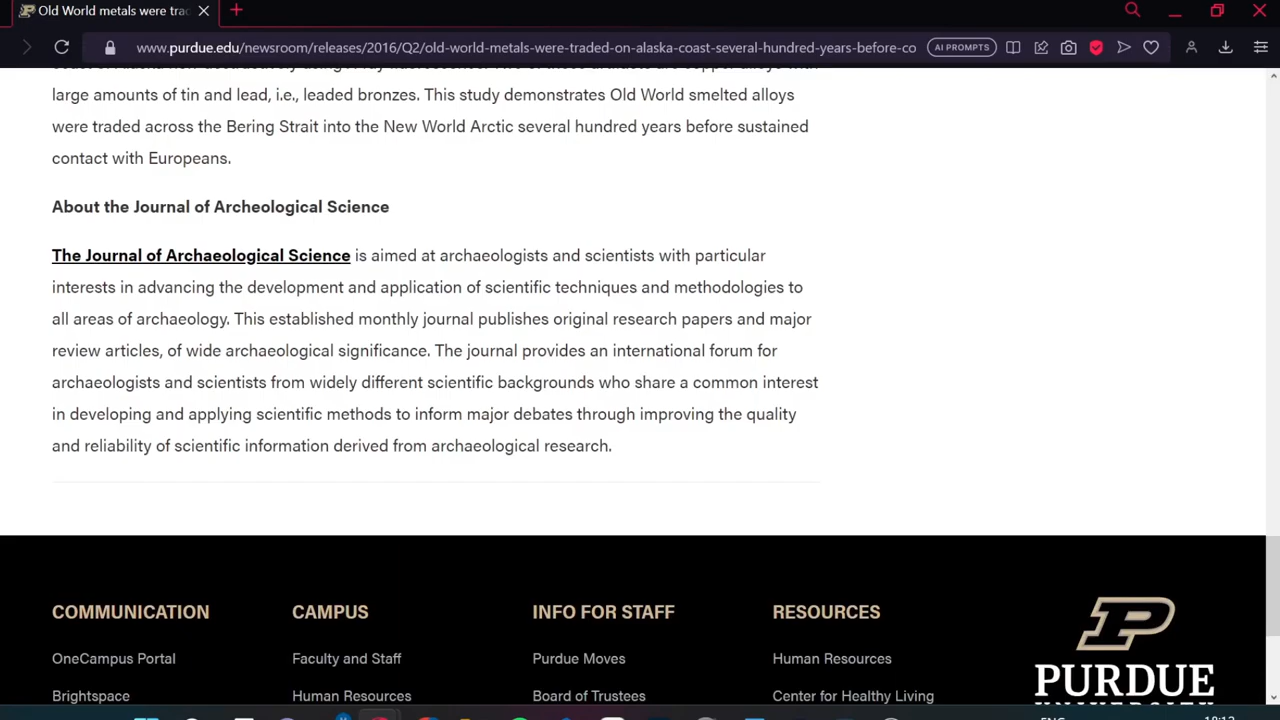 Old World metals were trad
www.purdue.edu/newsroom/releases/2016/Q2/old-world-metals-were-traded-on-alaska-coast-several-hundred-years-before-co
AI PROMPTS
large amounts of tin and lead, i.e., leaded bronzes. This study demonstrates Old World smelted alloys
were traded across the Bering Strait into the New World Arctic several hundred years before sustained
contact with Europeans.
About the Journal of Archeological Science
The Journal of Archaeological Science is aimed at archaeologists and scientists with particular
interests in advancing the development and application of scientific techniques and methodologies to
all areas of archaeology. This established monthly journal publishes original research papers and major
review articles, of wide archaeological significance. The journal provides an international forum for
archaeologists and scientists from widely different scientific backgrounds who share a common interest
in developing and applying scientific methods to inform major debates through improving the quality
and reliability of scientific information derived from archaeological research.
COMMUNICATION CAMPUS INFO FOR STAFF RESOURCES
OneCampus Portal Faculty and Staff Purdue Moves Human Resources
PURDUE
Brightspace Human Resources Board of Trustees Center for Healthy Living